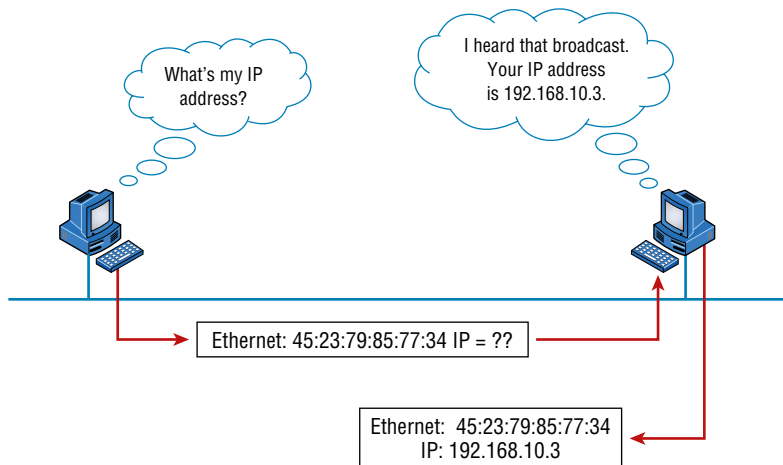 What's my IP
address?
I heard that broadcast.
Your IP address
is 192.168.10.3.
Ethernet: 45:23:79:85:77:34 IP = ??
Ethernet: 45:23:79:85:77:34
IP: 192.168.10.3